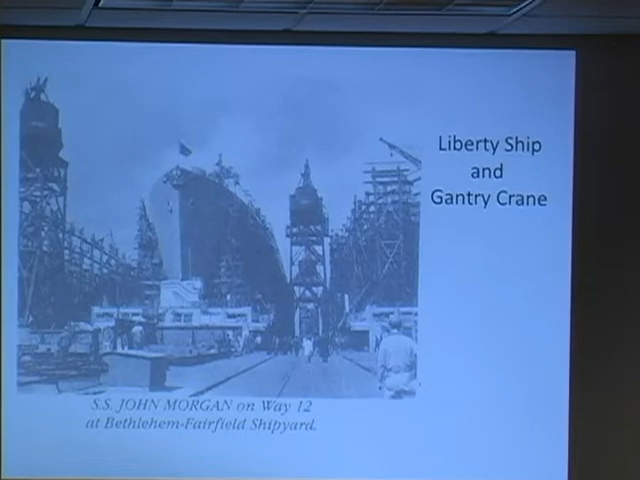 Liberty Ship
and
Gantry Crane
S.S. JOHN MORGAN on Way 12
at Bethlehem-Fairfield Shipyard.